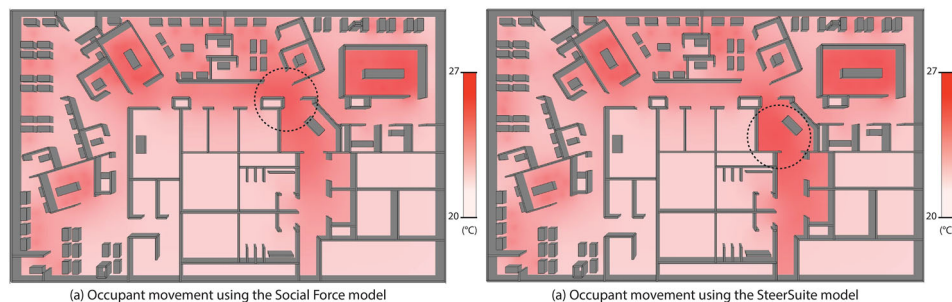 27
20
(°C)
27
20
(°C
(a) Occupant movement using the Social Force model
(a) Occupant movement using the SteerSuite model